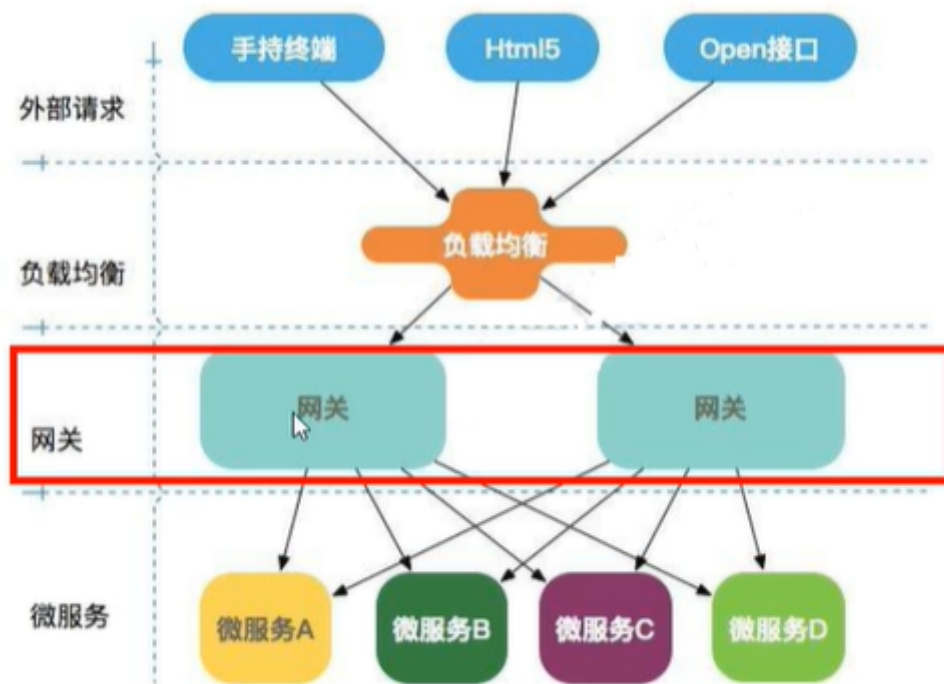 手持终端
Html5
Open接口
外部请求
负载均衡
负载均衡
网关
网关
网关
微服务
微服务A
微服务B
微服务C
微服务D